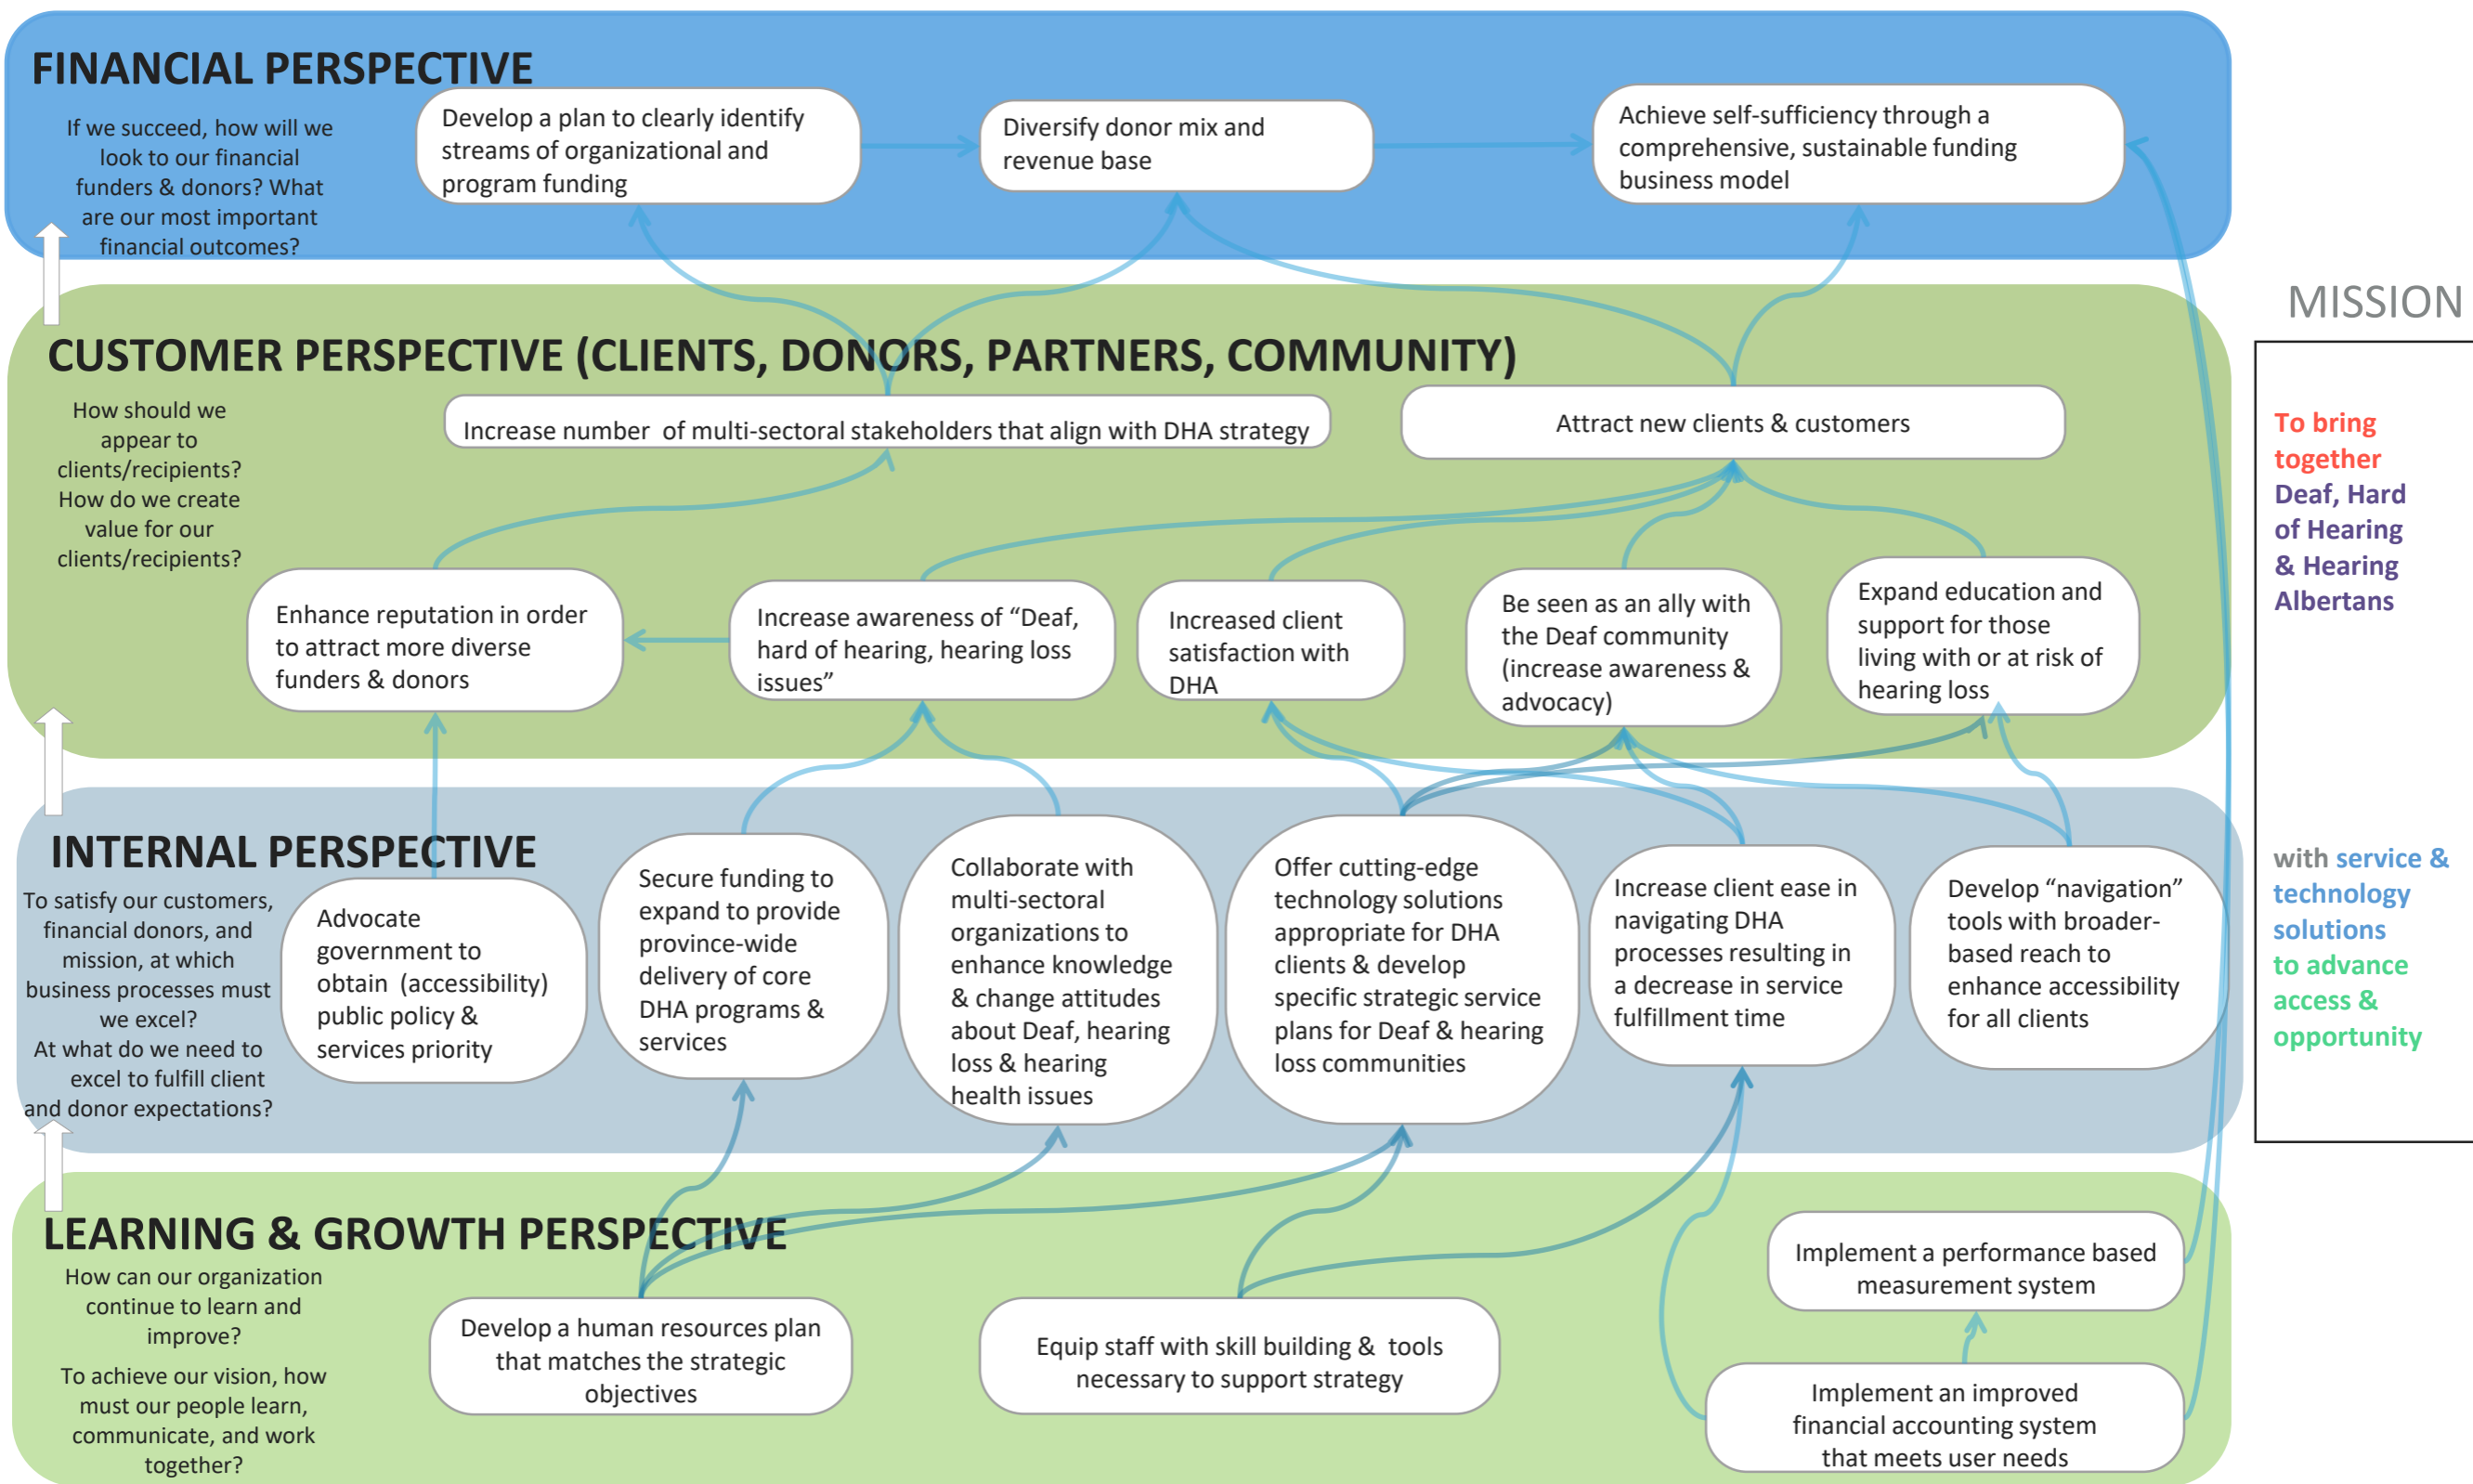 FINANCIAL PERSPECTIVE
If we succeed, how will we
look to our financial
funders & donors? What
are our most important
financial outcomes?
Develop a plan to clearly identify
streams of organizational and
program funding
Diversify donor mix and
revenue base
Achieve self-sufficiency through a
comprehensive, sustainable funding
business model
CUSTOMER PERSPECTIVE (CLIENTS, DONORS, PARTNERS, COMMUNITY)
How should we
appear to
clients/recipients?
How do we create
value for our
clients/recipients?
Increase number of multi-sectoral stakeholders that align with DHA strategy
Attract new clients & customers
Enhance reputation in order
to attract more diverse
funders & donors
Increase awareness of “Deaf,
hard of hearing, hearing loss
issues”
Increased client
satisfaction with
DHA
Be seen as an ally with
the Deaf community
(increase awareness &
advocacy)
Expand education and
support for those
living with or at risk of
hearing loss
INTERNAL PERSPECTIVE
To satisfy our customers,
financial donors, and
mission, at which
business processes must
we excel?
At what do we need to
excel to fulfill client
and donor expectations?
Advocate
government to
obtain (accessibility)
public policy &
services priority
Secure funding to
expand to provide
province-wide
delivery of core
DHA programs &
services
Collaborate with
multi-sectoral
organizations to
enhance knowledge
& change attitudes
about Deaf, hearing
loss & hearing
health issues
Offer cutting-edge
technology solutions
appropriate for DHA
clients & develop
specific strategic service
plans for Deaf & hearing
loss communities
Increase client ease in
navigating DHA
processes resulting in
a decrease in service
fulfillment time
Develop “navigation”
tools with broader-
based reach to
enhance accessibility
for all clients
LEARNING & GROWTH PERSPECTIVE
How can our organization
continue to learn and
improve?
To achieve our vision, how
must our people learn,
communicate, and work
together?
Develop a human resources plan
that matches the strategic
objectives
Equip staff with skill building & tools
necessary to support strategy
Implement a performance based
measurement system
Implement an improved
financial accounting system
that meets user needs
MISSION
To bring
together
Deaf, Hard
of Hearing
& Hearing
Albertans
with service &
technology
solutions
to advance
access &
opportunity